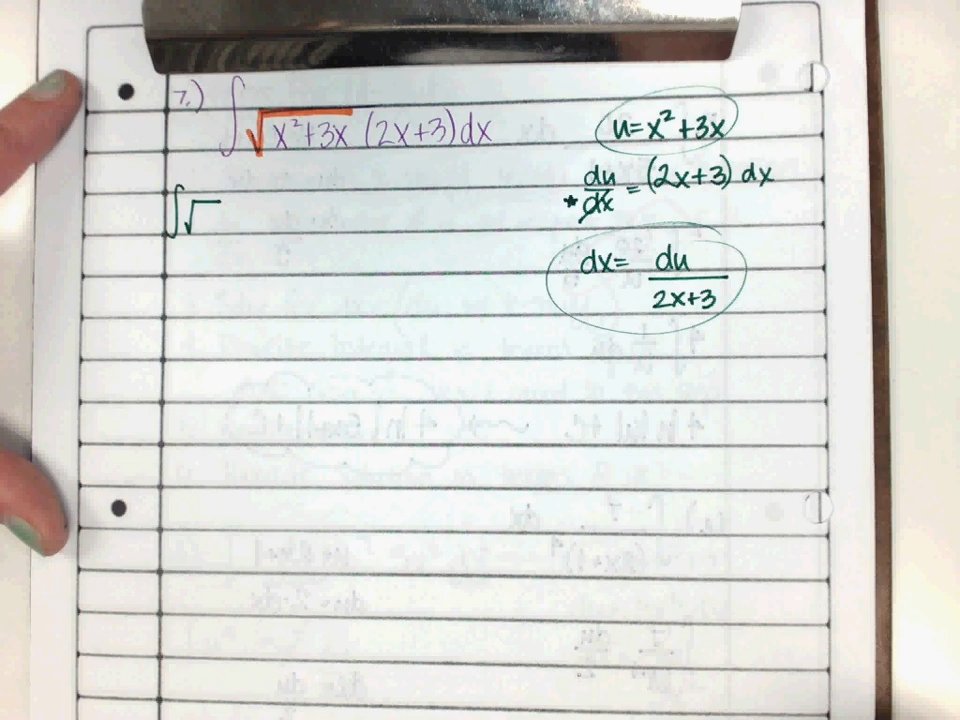 7.) ∫ √x²+3x (2x+3)dx
u=x²+3x
*du/dx = (2x+3) dx
∫√
dx= du/2x+3